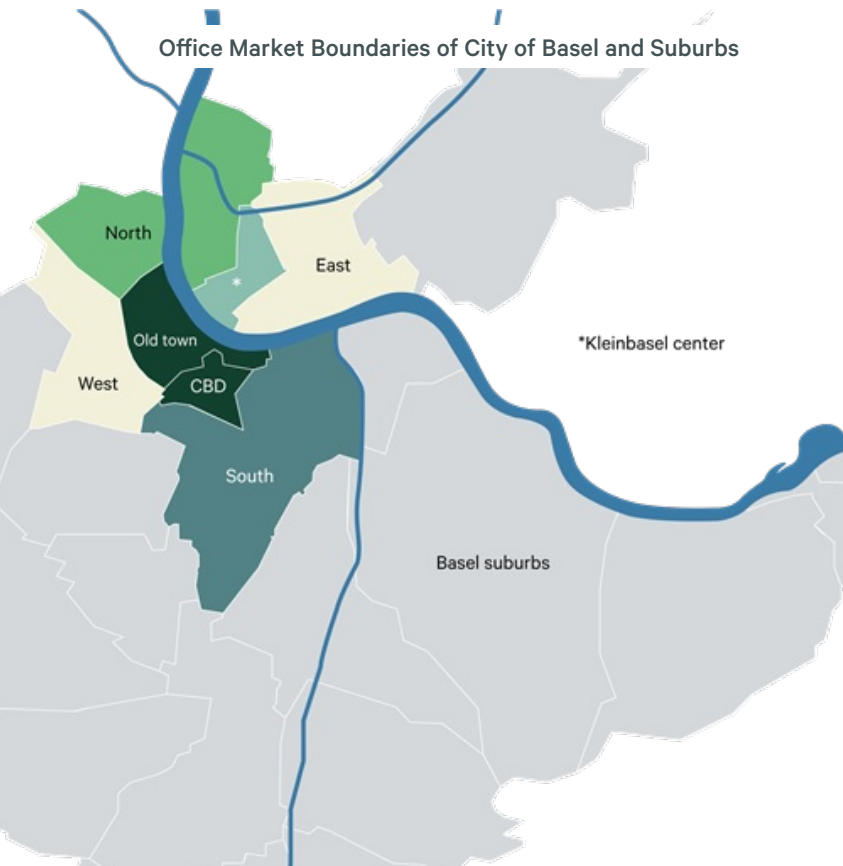 Office Market Boundaries of City of Basel and Suburbs
North
East
*
Old town
*Kleinbasel center
West
CBD
South
Basel suburbs